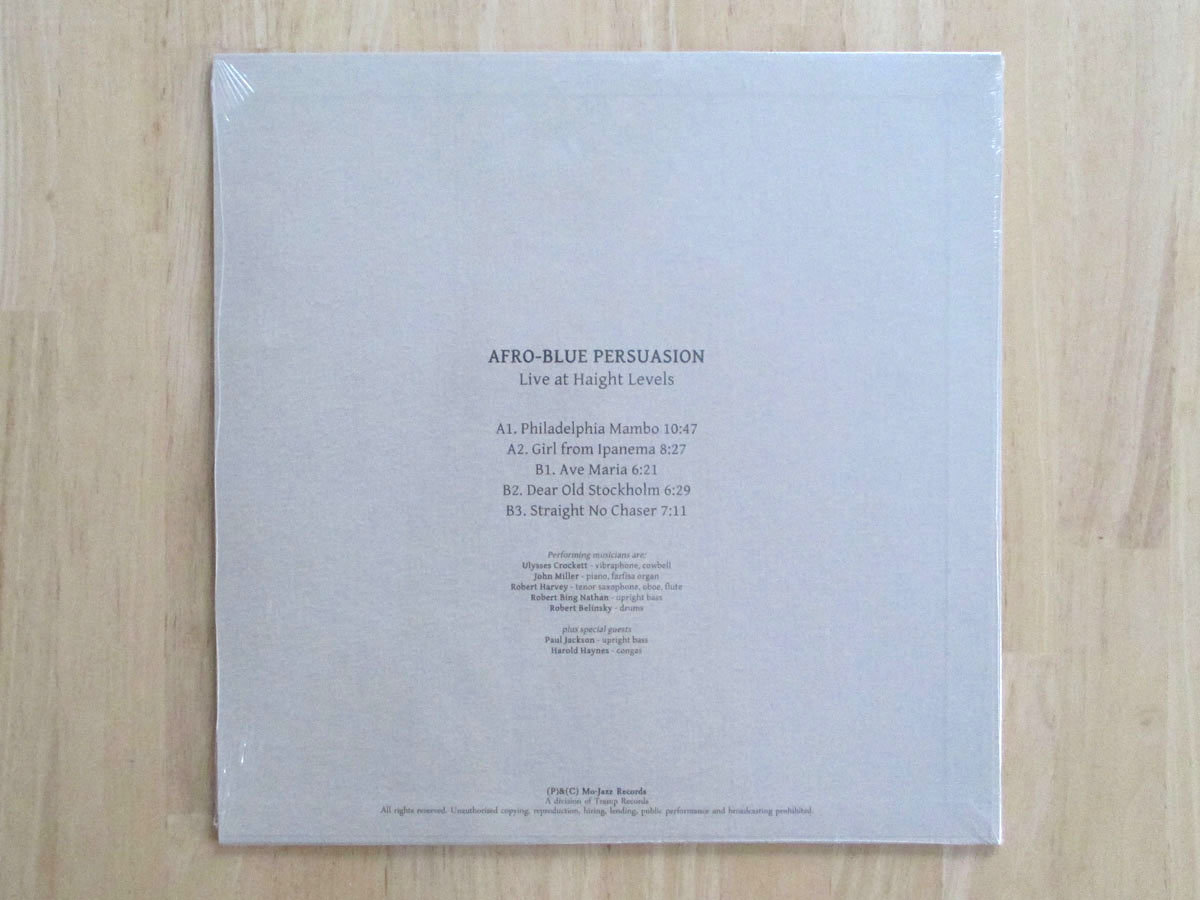 AFRO-BLUE PERSUASION
Live at Haight Levels
A1. Philadelphia Mambo 10:47
A2. Girl from Ipanema 8:27
B1. Ave Maria 6:21
B2. Dear Old Stockholm 6:29
B3. Straight No Chaser 7:11
Performing musicians are:
Ulysses Crockett - vibraphone, cowbell
John Miller - piano, farfisa organ
Robert Harvey - tenor saxophone, oboe, flute
Robert Bing Nathan - upright bass
Robert Belinsky - drums
plus special guests
Paul Jackson - upright bass
Harold Haynes - congas
(P)&(C) Mo-Jazz Records
A division of Tramp Records
All rights reserved. Unauthorised copying, reproduction, hiring, lending, public performance and broadcasting prohibited.